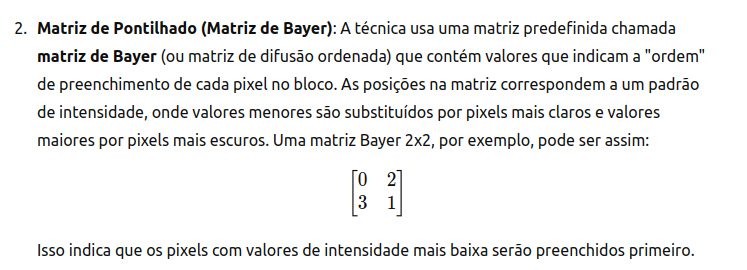 2. Matriz de Pontilhado (Matriz de Bayer): A técnica usa uma matriz predefinida chamada
matriz de Bayer (ou matriz de difusão ordenada) que contém valores que indicam a "ordem"
de preenchimento de cada pixel no bloco. As posições na matriz correspondem a um padrão
de intensidade, onde valores menores são substituídos por pixels mais claros e valores
maiores por pixels mais escuros. Uma matriz Bayer 2x2, por exemplo, pode ser assim:
[0 2
3 1]
Isso indica que os pixels com valores de intensidade mais baixa serão preenchidos primeiro.